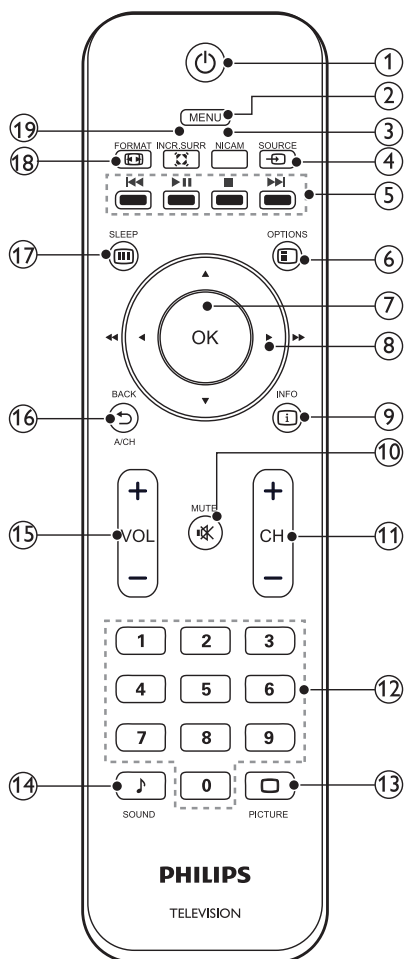 1
2
MENU
19
3
FORMAT INCR.SURR NICAM SOURCE
18
4
5
SLEEP
OPTIONS
17
6
7
OK
8
BACK
INFO
16
i
9
A/CH
10
+
+
MUTE
15
VOL
CH
11
−
−
1 2 3
4 5 6
12
7 8 9
14
0
13
SOUND
PICTURE
PHILIPS
TELEVISION